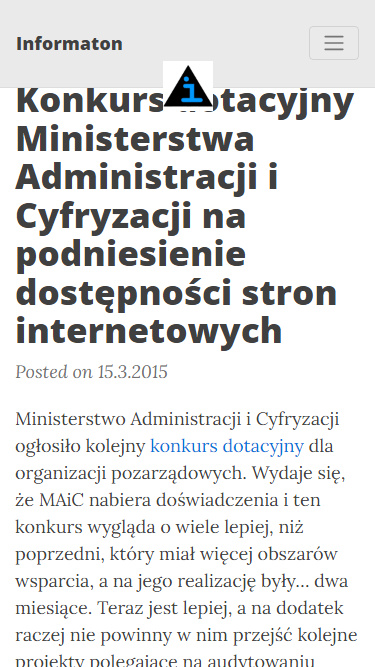 Informaton
Konkurs dotacyjny
Ministerstwa
Administracji i
Cyfryzacji na
podniesienie
dostępności stron
internetowych
Posted on 15.3.2015
Ministerstwo Administracji i Cyfryzacji
ogłosiło kolejny konkurs dotacyjny dla
organizacji pozarządowych. Wydaje się,
że MAiC nabiera doświadczenia i ten
konkurs wygląda o wiele lepiej, niż
poprzedni, który miał więcej obszarów
wsparcia, a na jego realizację były... dwa
miesiące. Teraz jest lepiej, a na dodatek
raczej nie powinny w nim przejść kolejne
projekty polegające na audytowaniu